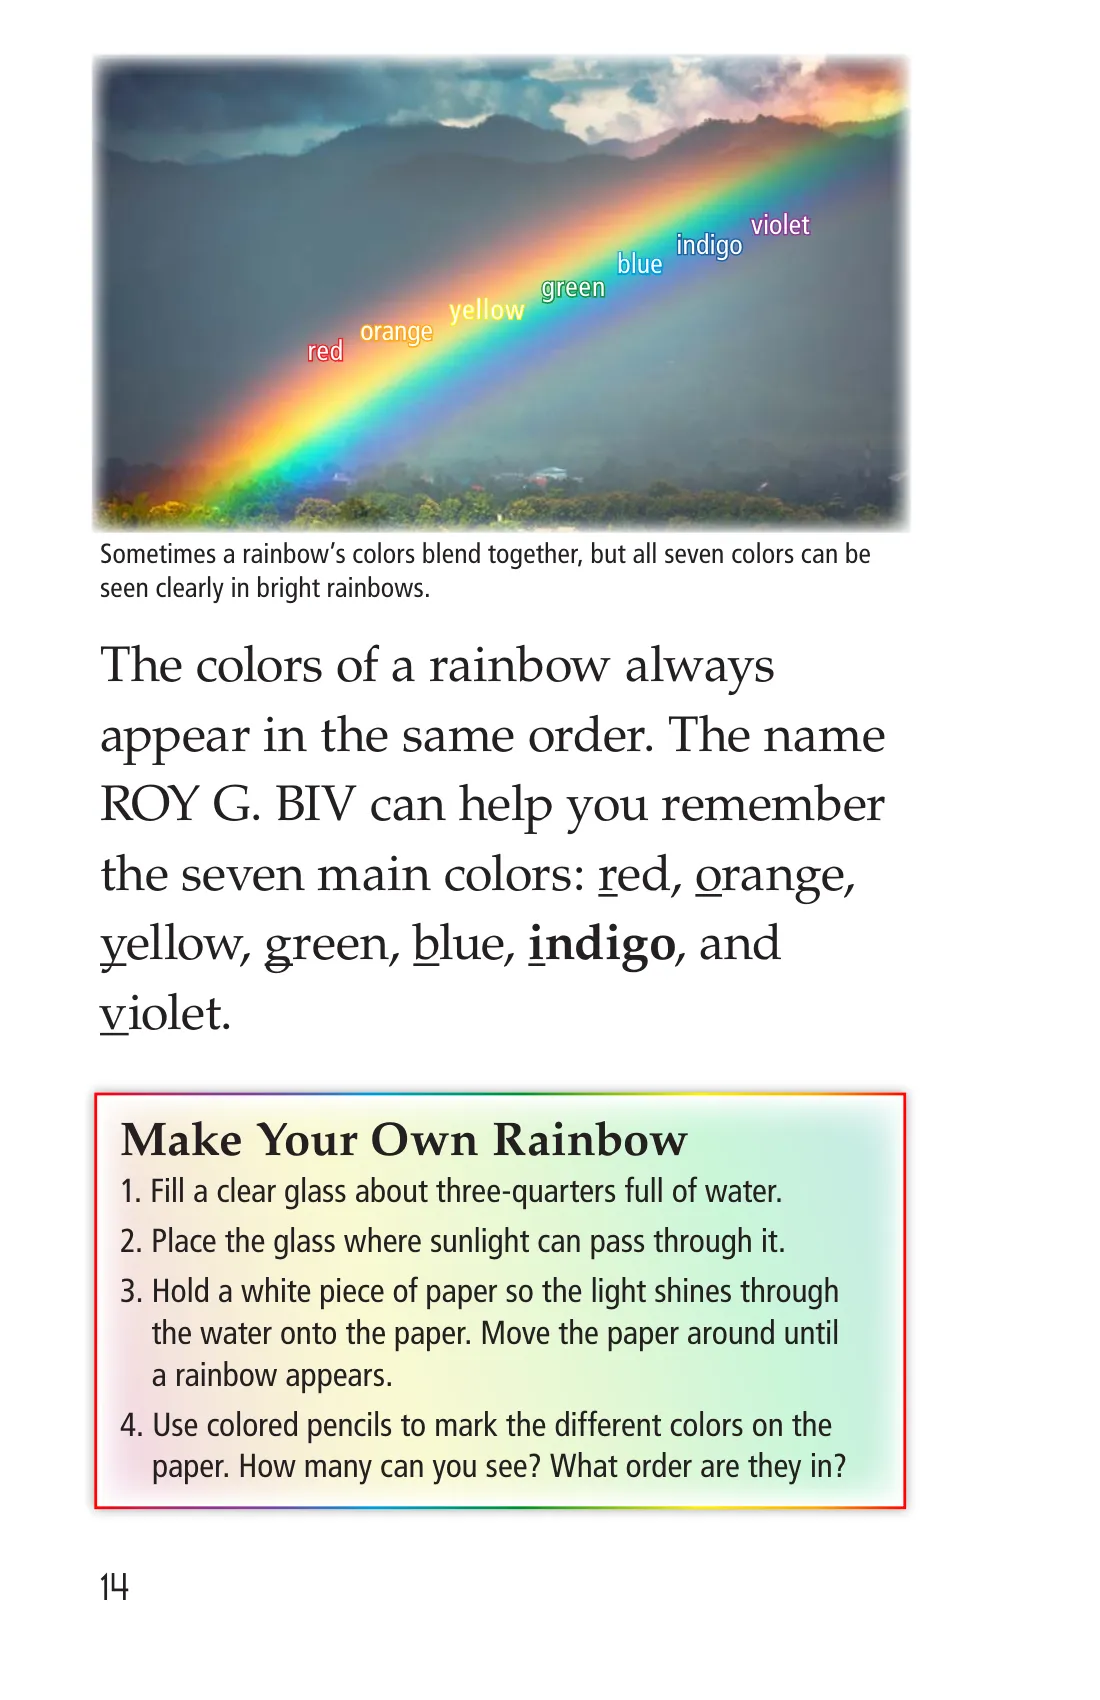 red
orange
yellow
green
blue
indigo
violet
Sometimes a rainbow's colors blend together, but all seven colors can be
seen clearly in bright rainbows.
The colors of a rainbow always
appear in the same order. The name
ROY G. BIV can help you remember
the seven main colors: red, orange,
yellow, green, blue, indigo, and
violet.
Make Your Own Rainbow
1. Fill a clear glass about three-quarters full of water.
2. Place the glass where sunlight can pass through it.
3. Hold a white piece of paper so the light shines through
the water onto the paper. Move the paper around until
a rainbow appears.
4. Use colored pencils to mark the different colors on the
paper. How many can you see? What order are they in?
14